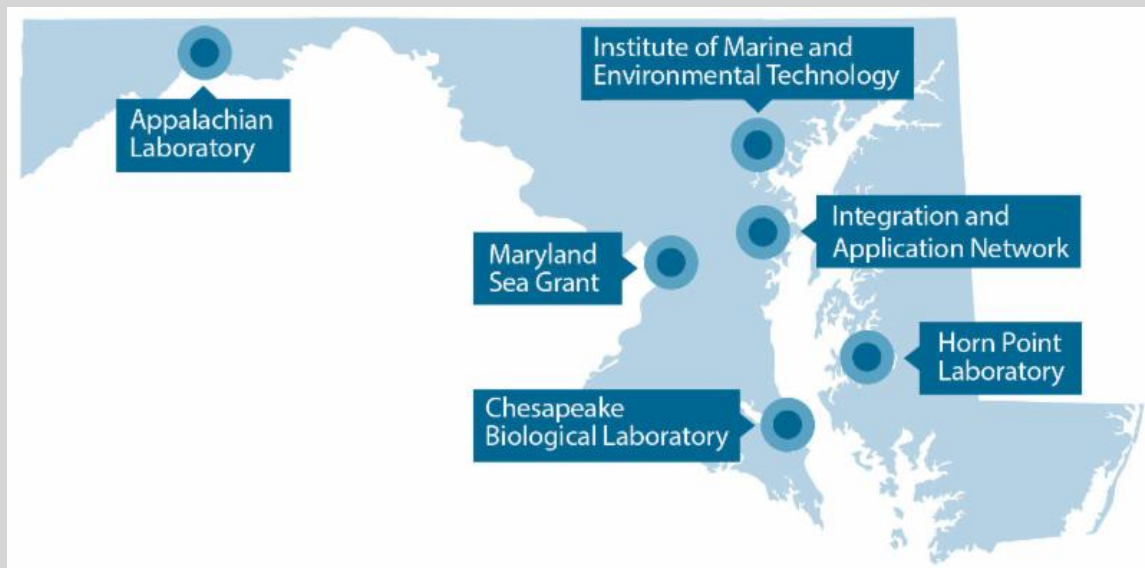 Institute of Marine and
Environmental Technology
Appalachian
Laboratory
Integration and
Application Network
Maryland
Sea Grant
Horn Point
Laboratory
Chesapeake
Biological Laboratory